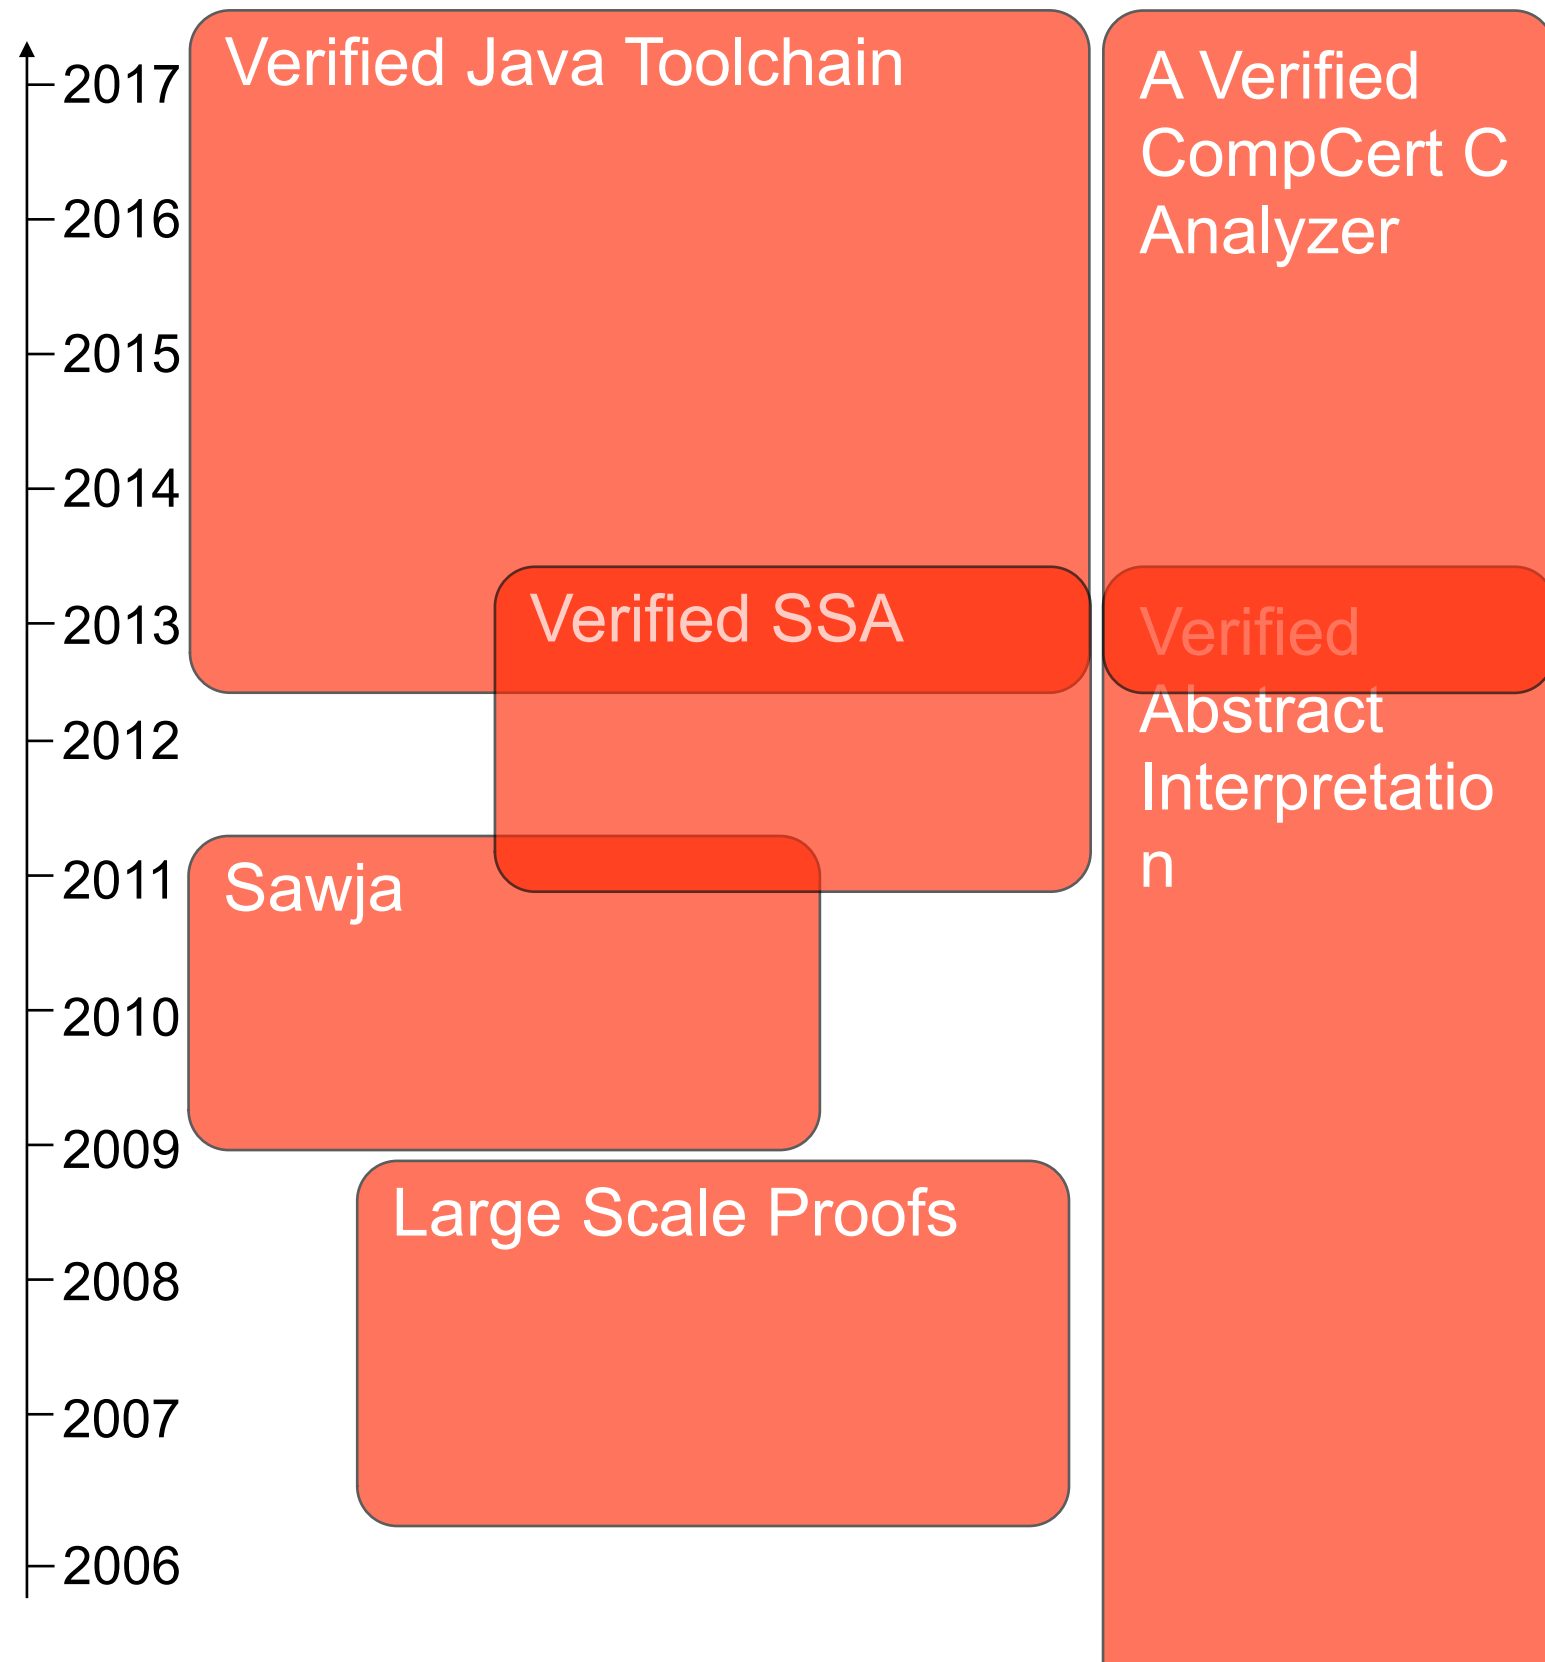 2017
2016
2015
2014
2013
2012
2011
2010
2009
2008
2007
2006
Verified Java Toolchain
Verified SSA
Sawja
Large Scale Proofs
A Verified
CompCert C
Analyzer
Verified
Abstract
Interpretatio
n